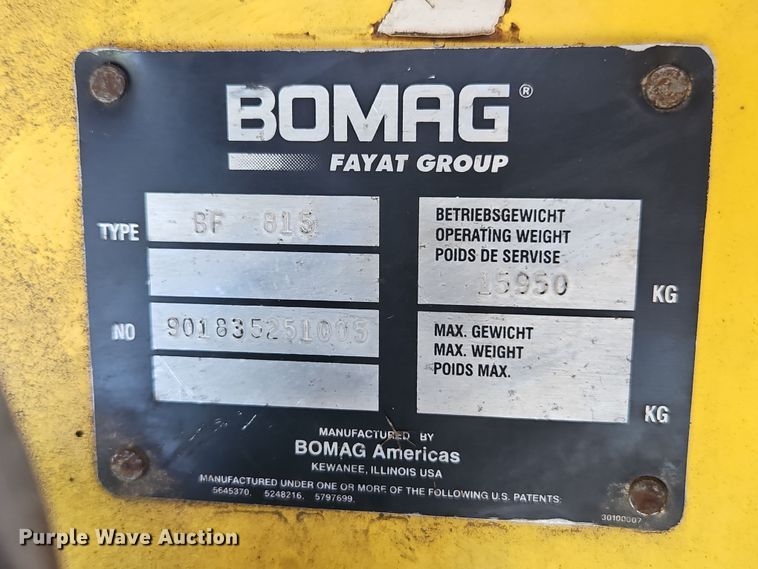 BOMAG®
FAYAT GROUP
TYPE BF 815
BETRIEBSGEWICHT
OPERATING WEIGHT
POIDS DE SERVISE
15950 KG
NO 901835251005
MAX. GEWICHT
MAX. WEIGHT
POIDS MAX.
KG
MANUFACTURED BY
BOMAG Americas
KEWANEE, ILLINOIS USA
MANUFACTURED UNDER ONE OR MORE OF THE FOLLOWING U.S. PATENTS:
5645370, 5248216, 5797699.
30100007
Purple Wave Auction